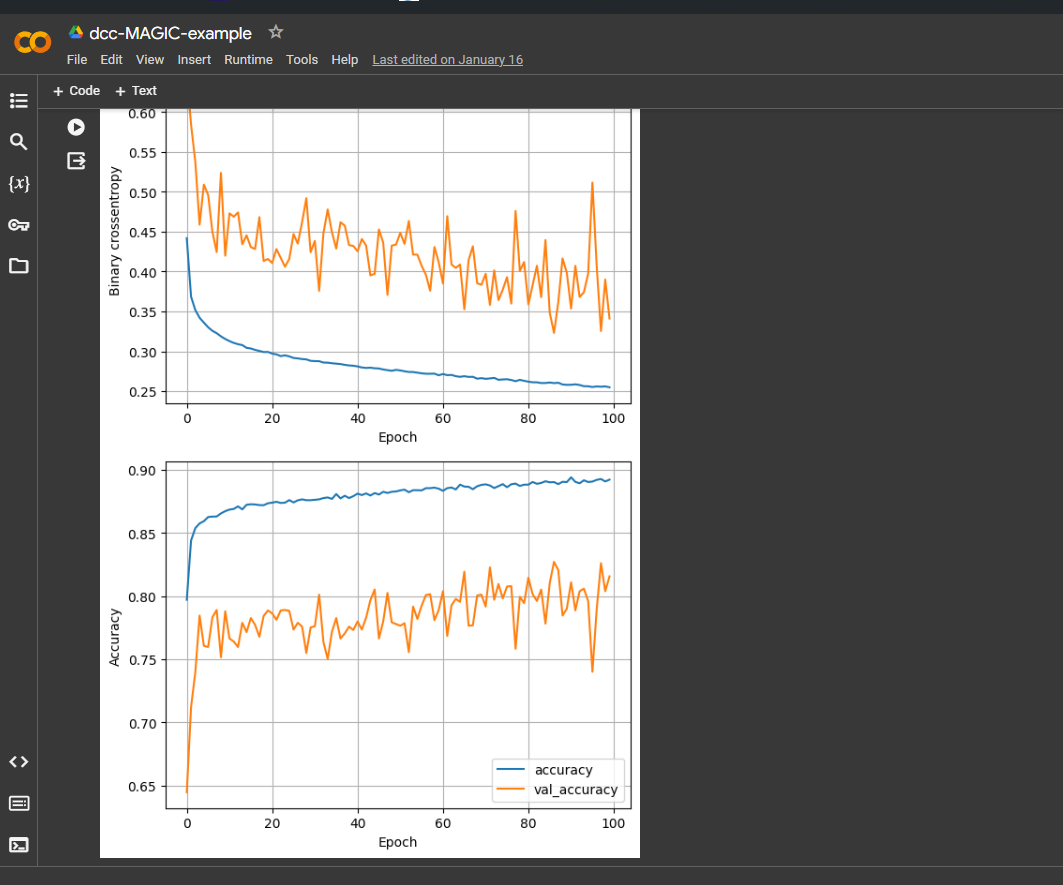 dcc-MAGIC-example
File Edit View Insert Runtime Tools Help Last edited on January 16
+ Code + Text
{x}
0.60
0.55
0.50
0.45
0.40
0.35
0.30
0.25
Binary crossentropy
0 20 40 60 80 100
Epoch
0.90
0.85
0.80
0.75
0.70
0.65
Accuracy
accuracy
val_accuracy
0 20 40 60 80 100
Epoch